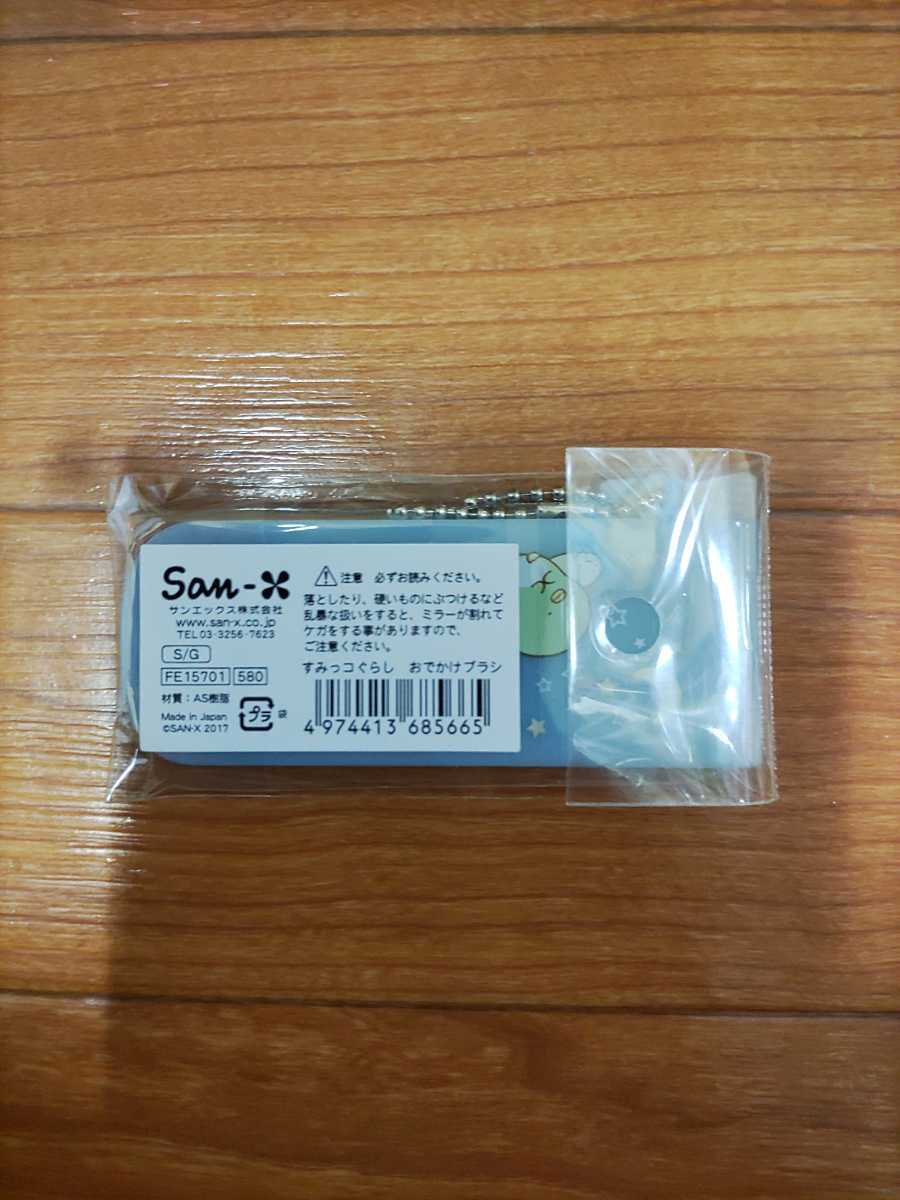 San-X
サンエックス株式会社
www.san-x.co.jp
TEL 03-3256-7623
S/G
FE15701 580
材質:AS樹脂
Made in Japan
©SAN-X 2017
プラ 袋
注意 必ずお読みください。
落としたり、硬いものにぶつけるなど
乱暴な扱いをすると、ミラーが割れて
ケガをする事がありますので、
ご注意ください。
すみっコぐらし おでかけブラシ
4 974413 685665